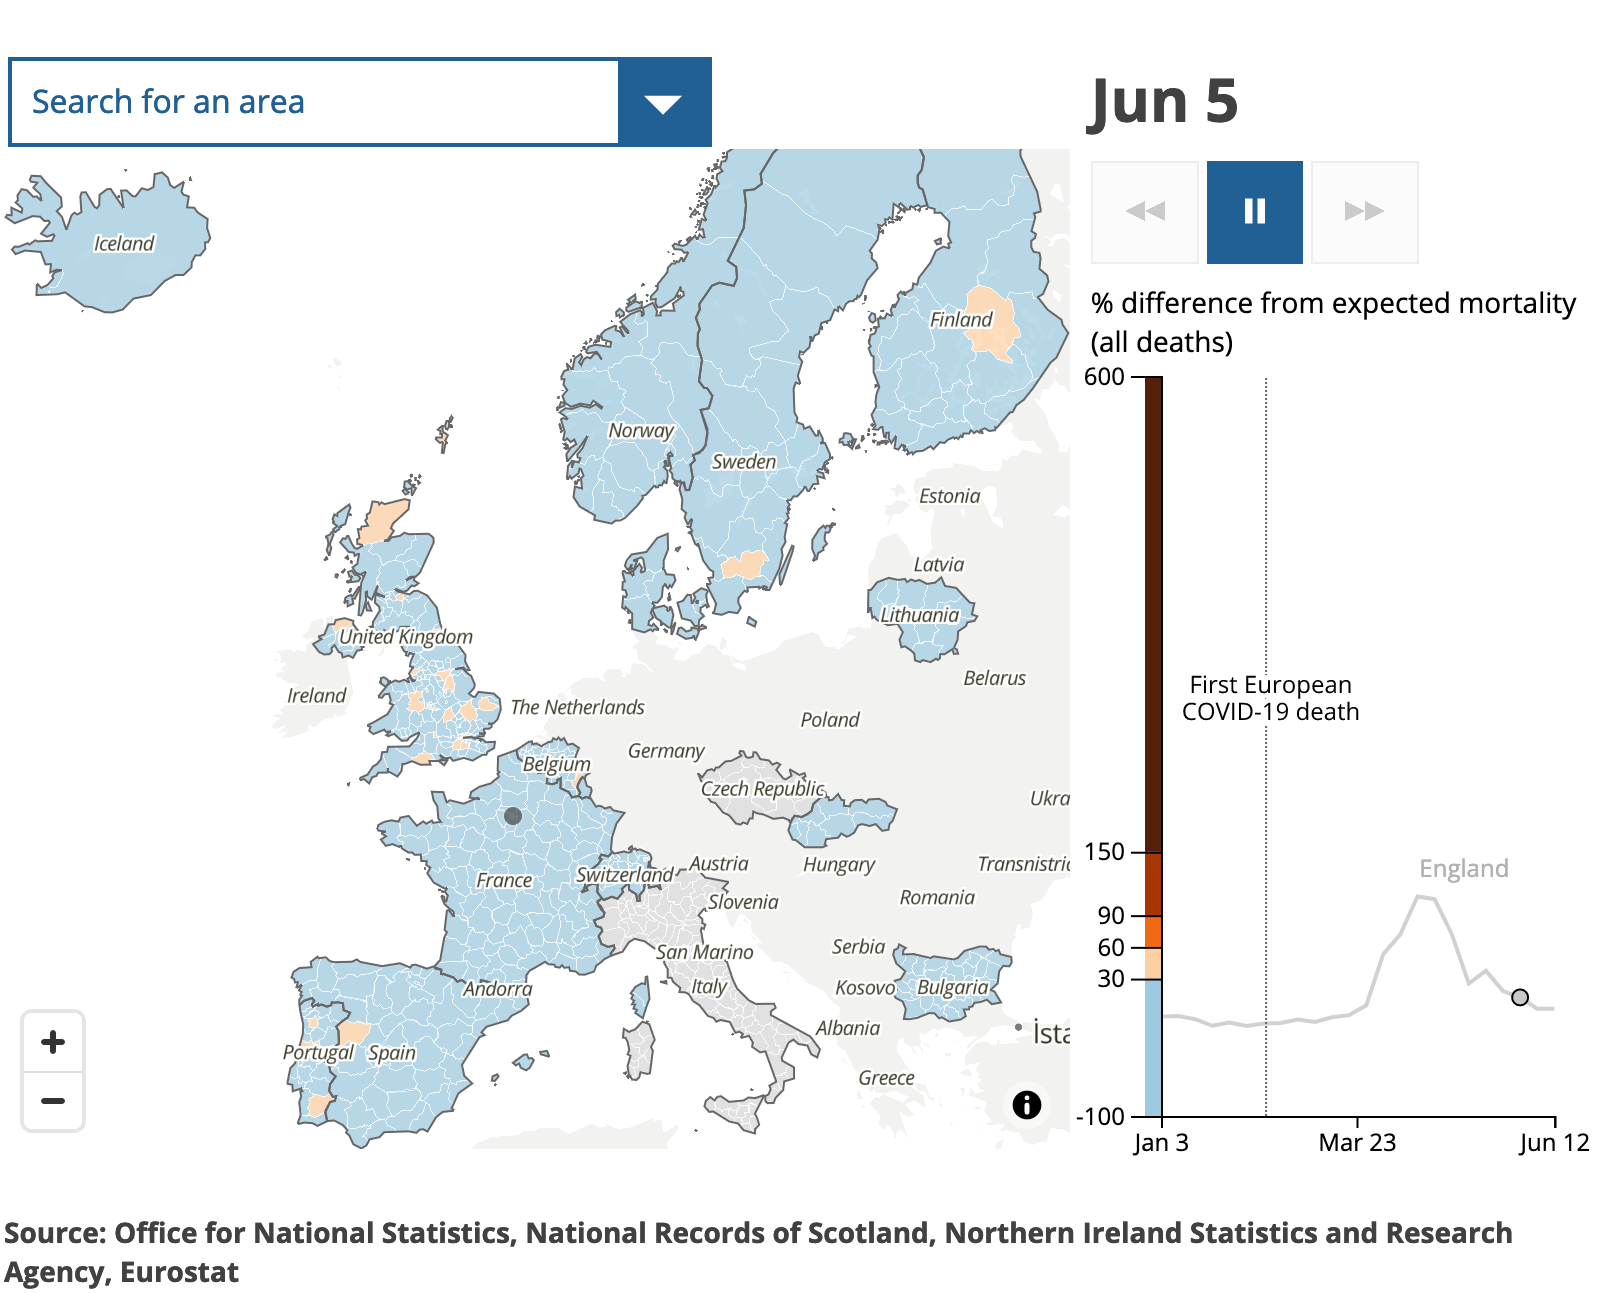 Search for an area
Jun 5
% difference from expected mortality
(all deaths)
600
150
90
60
30
-100
First European
COVID-19 death
England
Jan 3
Mar 23
Jun 12
Iceland
Finland
Norway
Sweden
Estonia
Latvia
Lithuania
United Kingdom
Ireland
Belarus
The Netherlands
Poland
Germany
Belgium
Czech Republic
Ukra
Austria
Hungary
Transnistric
Switzerland
France
Slovenia
Romania
San Marino
Serbia
Italy
Kosovo
Bulgaria
Andorra
Albania
İsta
Portugal
Spain
Greece
Source: Office for National Statistics, National Records of Scotland, Northern Ireland Statistics and Research
Agency, Eurostat